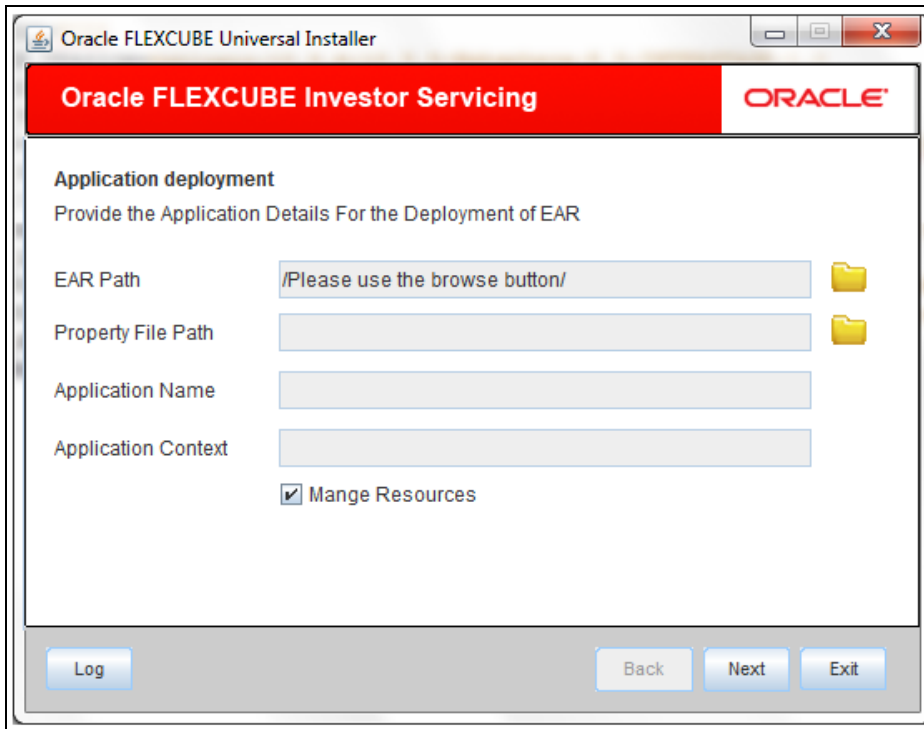 Oracle FLEXCUBE Universal Installer
Oracle FLEXCUBE Investor Servicing
ORACLE
Application deployment
Provide the Application Details For the Deployment of EAR
EAR Path
/Please use the browse button/
Property File Path
Application Name
Application Context
Mange Resources
Log
Back
Next
Exit